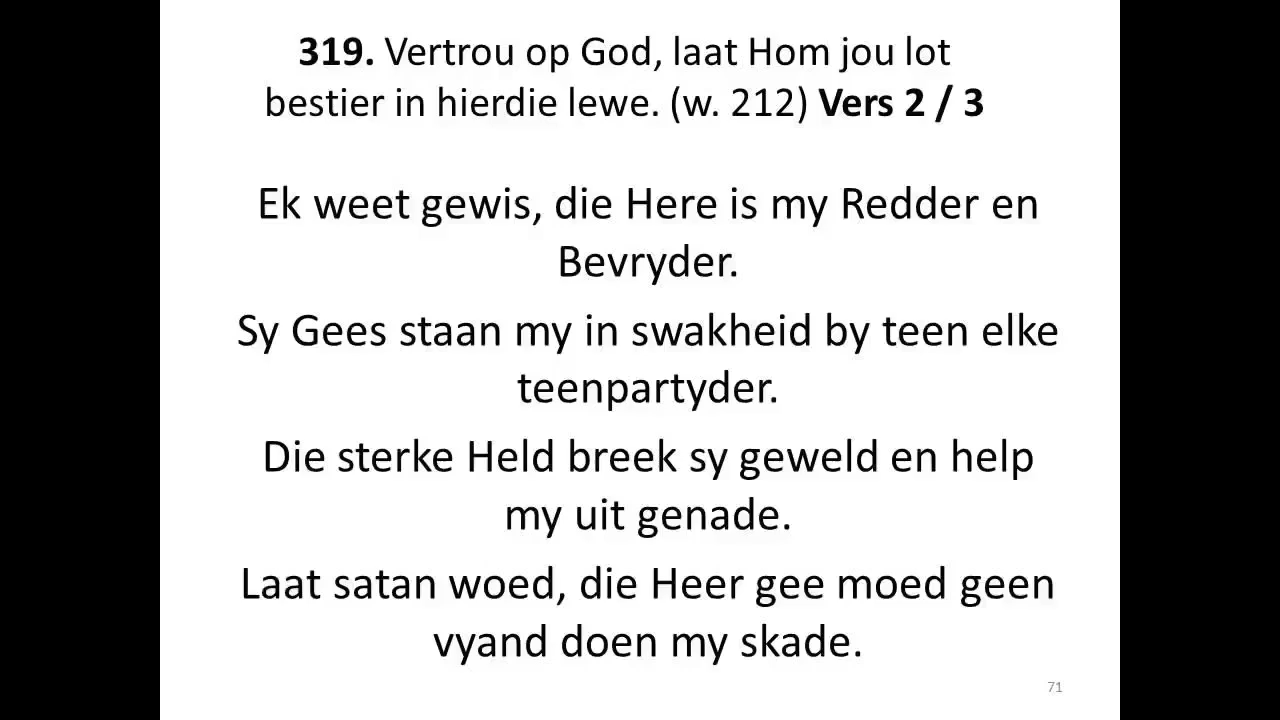 319. Vertrou op God, laat Hom jou lot
bestier in hierdie lewe. (w. 212) Vers 2 / 3
Ek weet gewis, die Here is my Redder en
Bevryder.
Sy Gees staan my in swakheid by teen elke
teenpartyder.
Die sterke Held breek sy geweld en help
my uit genade.
Laat satan woed, die Heer gee moed geen
vyand doen my skade.
71